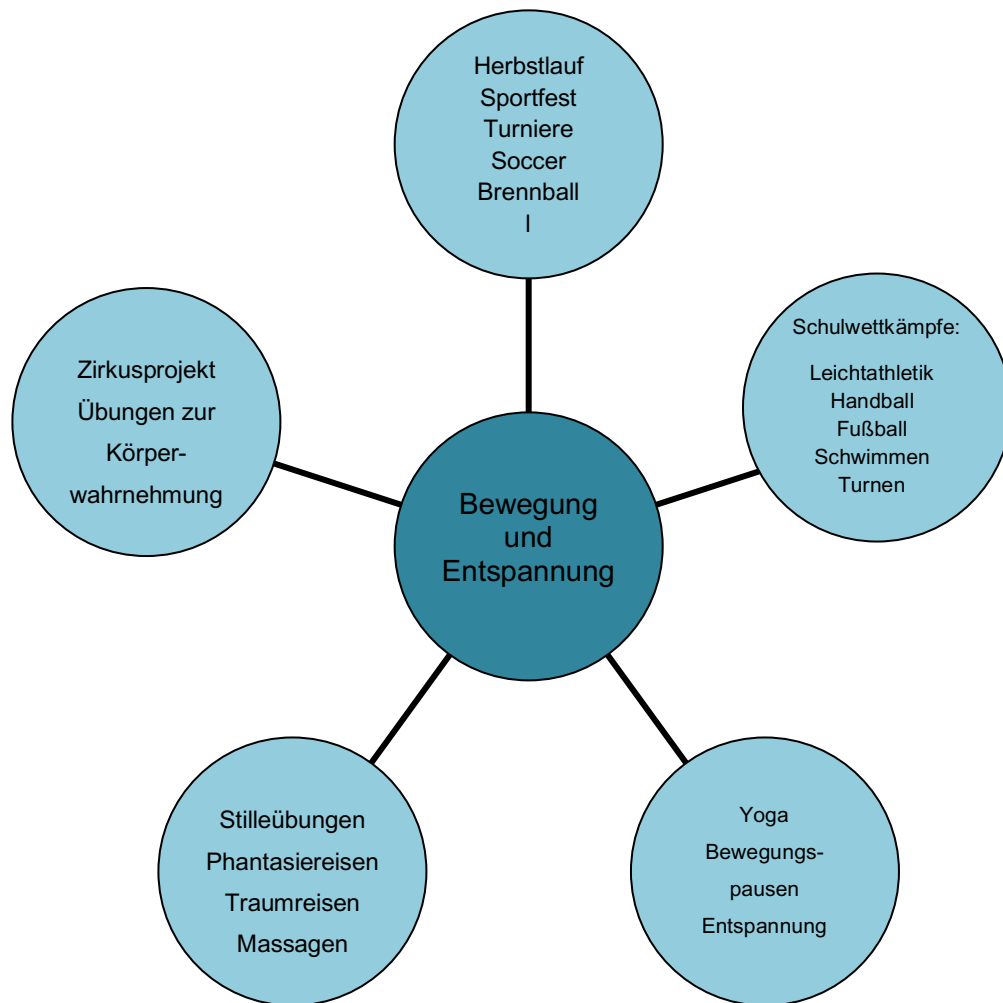 Herbstlauf
Sportfest
Turniere
Soccer
Brennball
l
Schulwettkämpfe:
Leichtathletik
Handball
Fußball
Schwimmen
Turnen
Zirkusprojekt
Übungen zur
Körper-
wahrnehmung
Bewegung
und
Entspannung
Stilleübungen
Phantasiereisen
Traumreisen
Massagen
Yoga
Bewegungs-
pausen
Entspannung